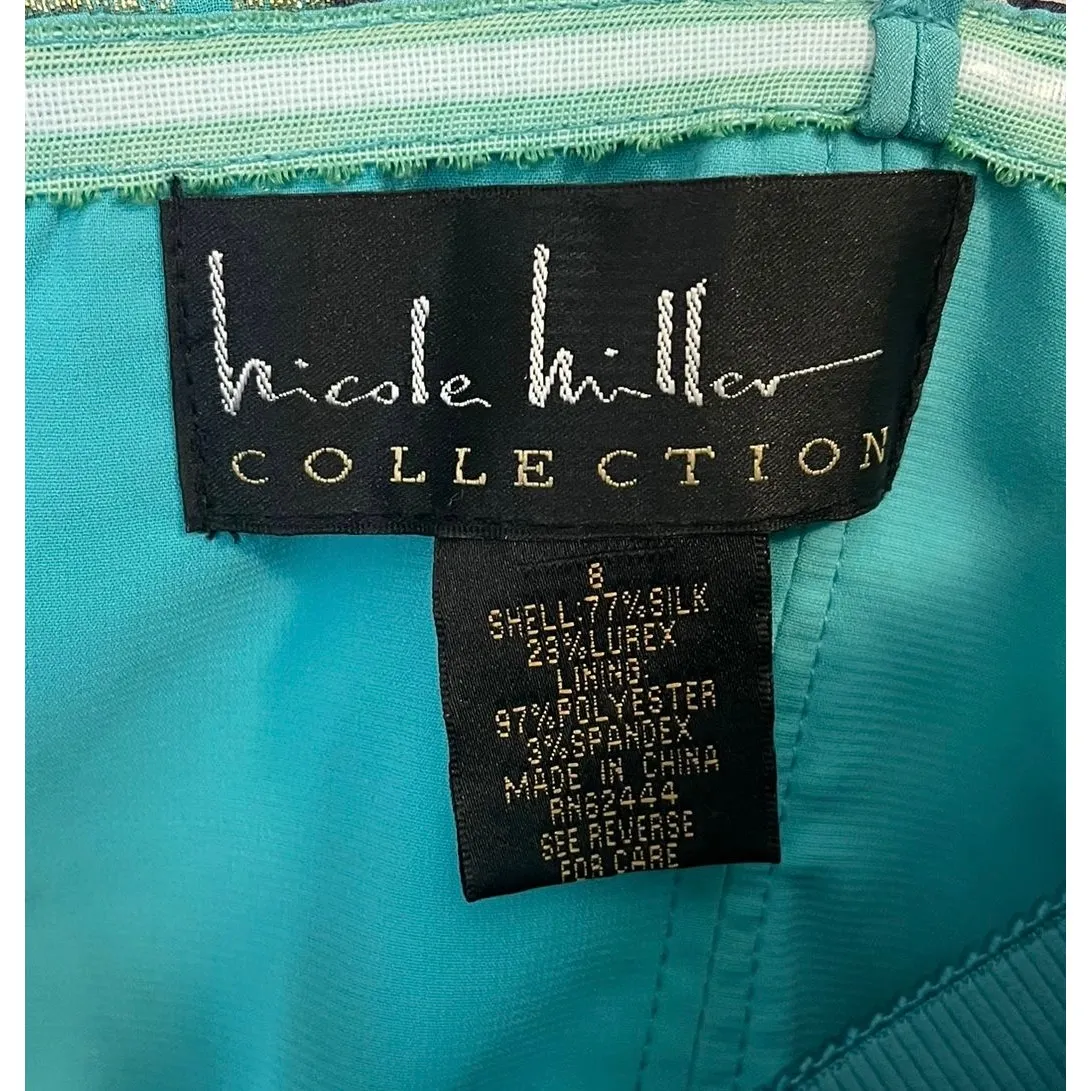 nicole miller
COLLECTION
8
SHELL:77%SILK
23%LUREX
LINING:
97%POLYESTER
3%SPANDEX
MADE IN CHINA
RN62444
SEE REVERSE
FOR CARE